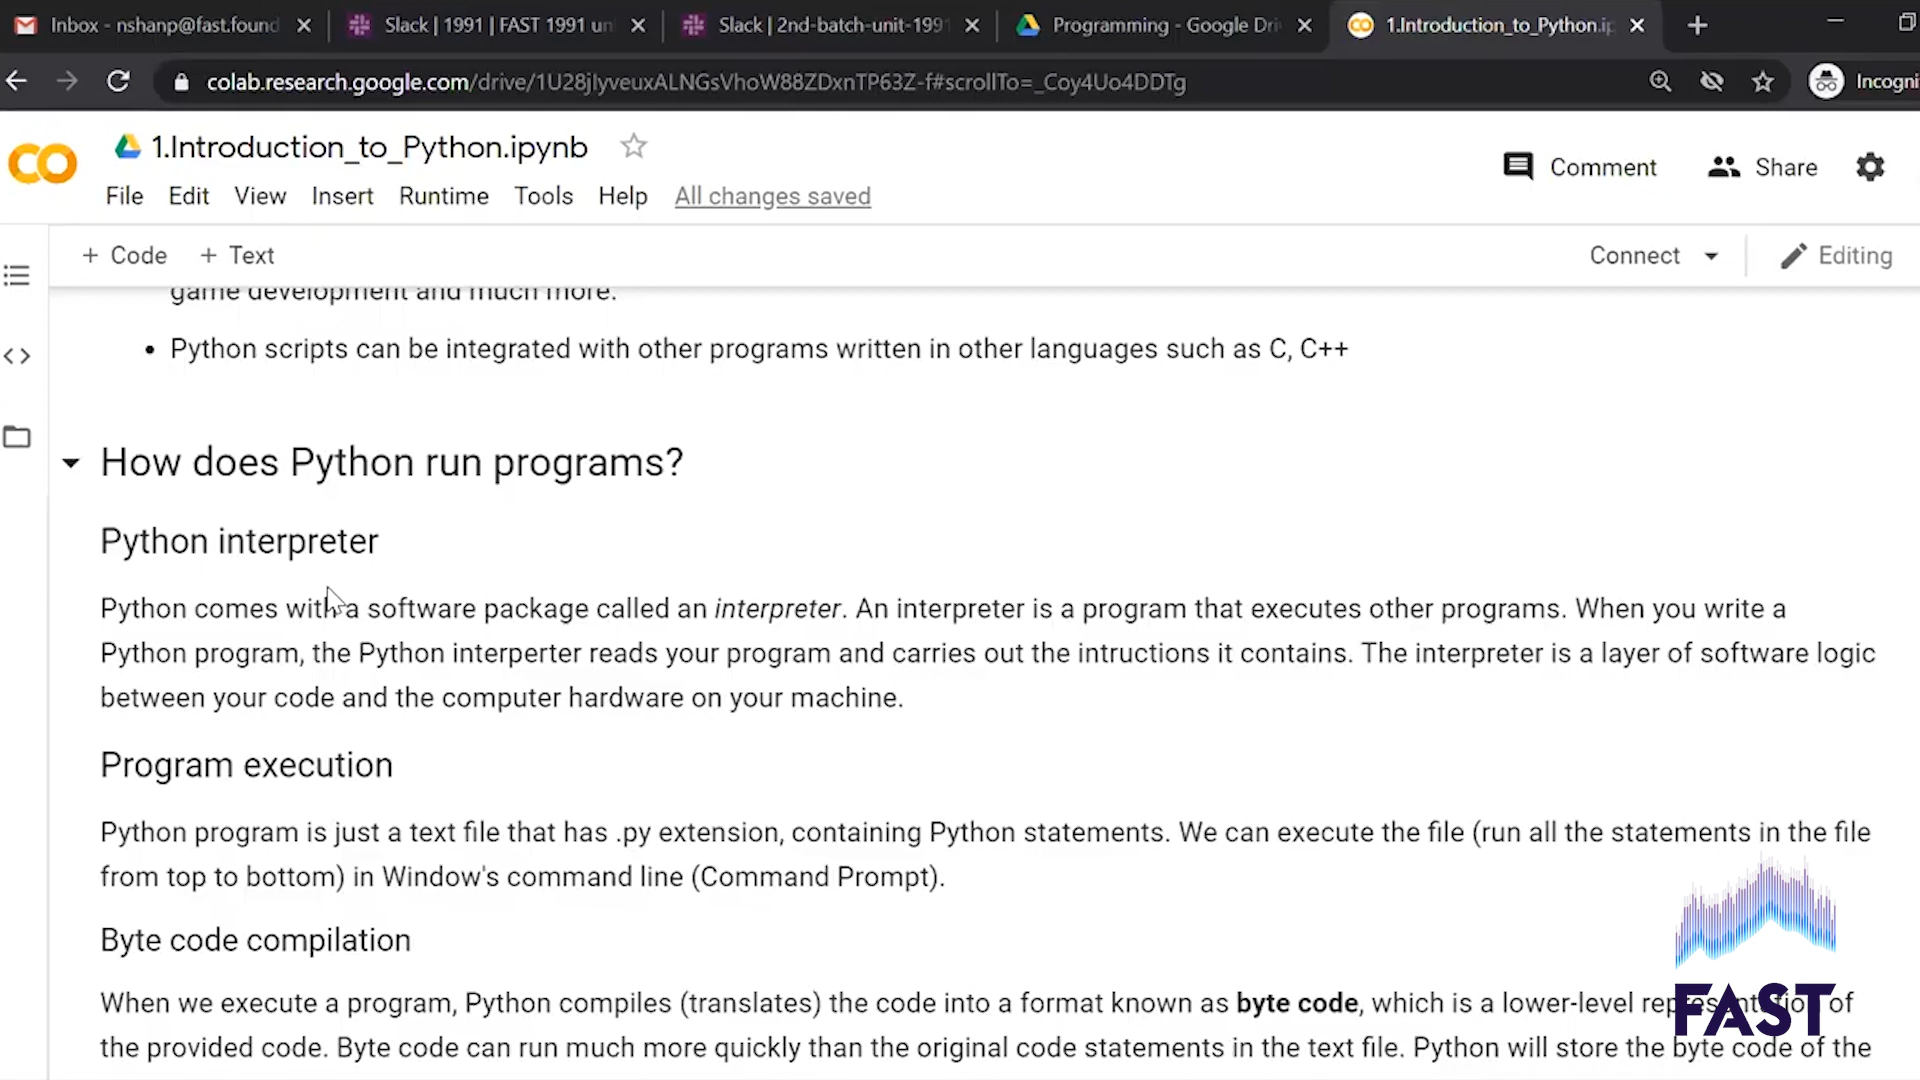 Inbox - nshanp@fast.found
Slack | 1991 | FAST 1991 un
Slack | 2nd-batch-unit-1991
Programming - Google Dri
1.Introduction_to_Python.ip
colab.research.google.com/drive/1U28jIyveuxALNGsVhoW88ZDxnTP63Z-f#scrollTo=_Coy4Uo4DDTg
Incogni
CO
1.Introduction_to_Python.ipynb
Comment
Share
File Edit View Insert Runtime Tools Help All changes saved
+ Code + Text
Connect
Editing
game development and much more.
• Python scripts can be integrated with other programs written in other languages such as C, C++
How does Python run programs?
Python interpreter
Python comes with a software package called an interpreter. An interpreter is a program that executes other programs. When you write a
Python program, the Python interperter reads your program and carries out the intructions it contains. The interpreter is a layer of software logic
between your code and the computer hardware on your machine.
Program execution
Python program is just a text file that has .py extension, containing Python statements. We can execute the file (run all the statements in the file
from top to bottom) in Window's command line (Command Prompt).
Byte code compilation
When we execute a program, Python compiles (translates) the code into a format known as byte code, which is a lower-level representation of
the provided code. Byte code can run much more quickly than the original code statements in the text file. Python will store the byte code of the
FAST